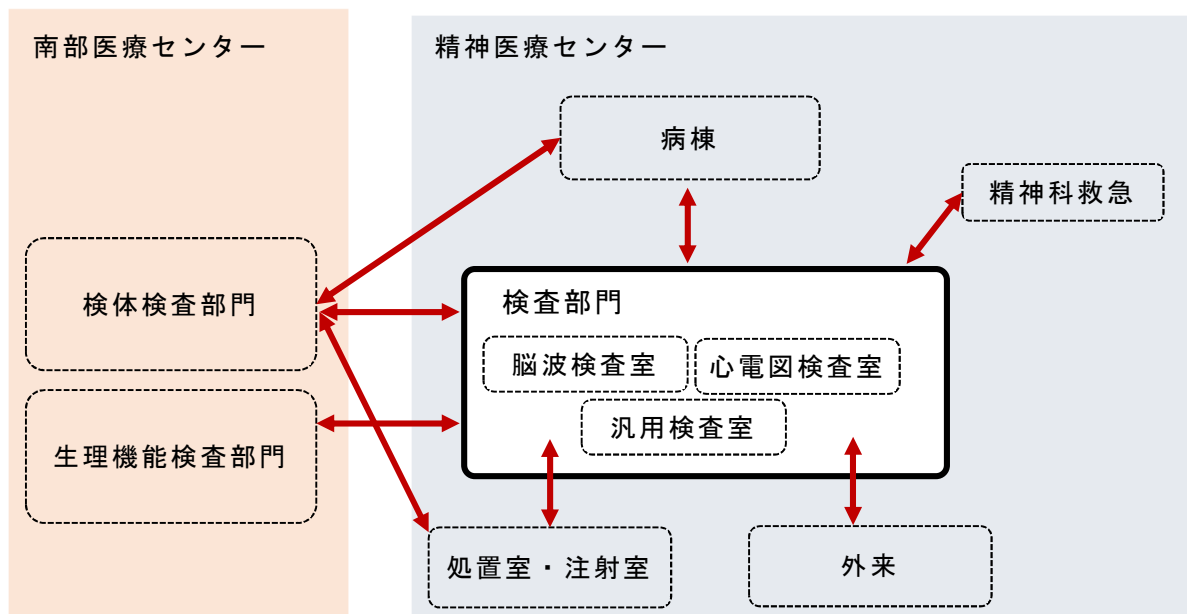 南部医療センター
精神医療センター
病棟
精神科救急
検体検査部門
検査部門
脳波検査室
心電図検査室
汎用検査室
生理機能検査部門
処置室・注射室
外来